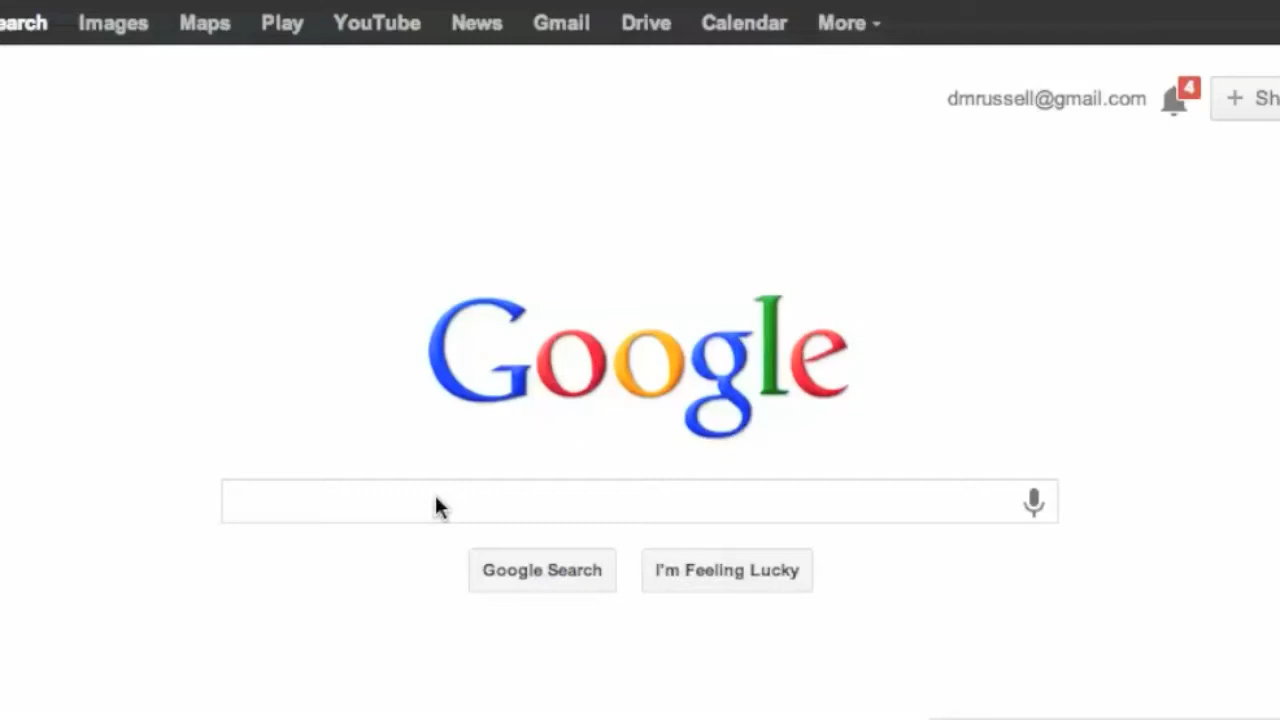 earch Images Maps Play YouTube News Gmail Drive Calendar More
dmrussell@gmail.com 4 + Sh
Google
Google Search I'm Feeling Lucky